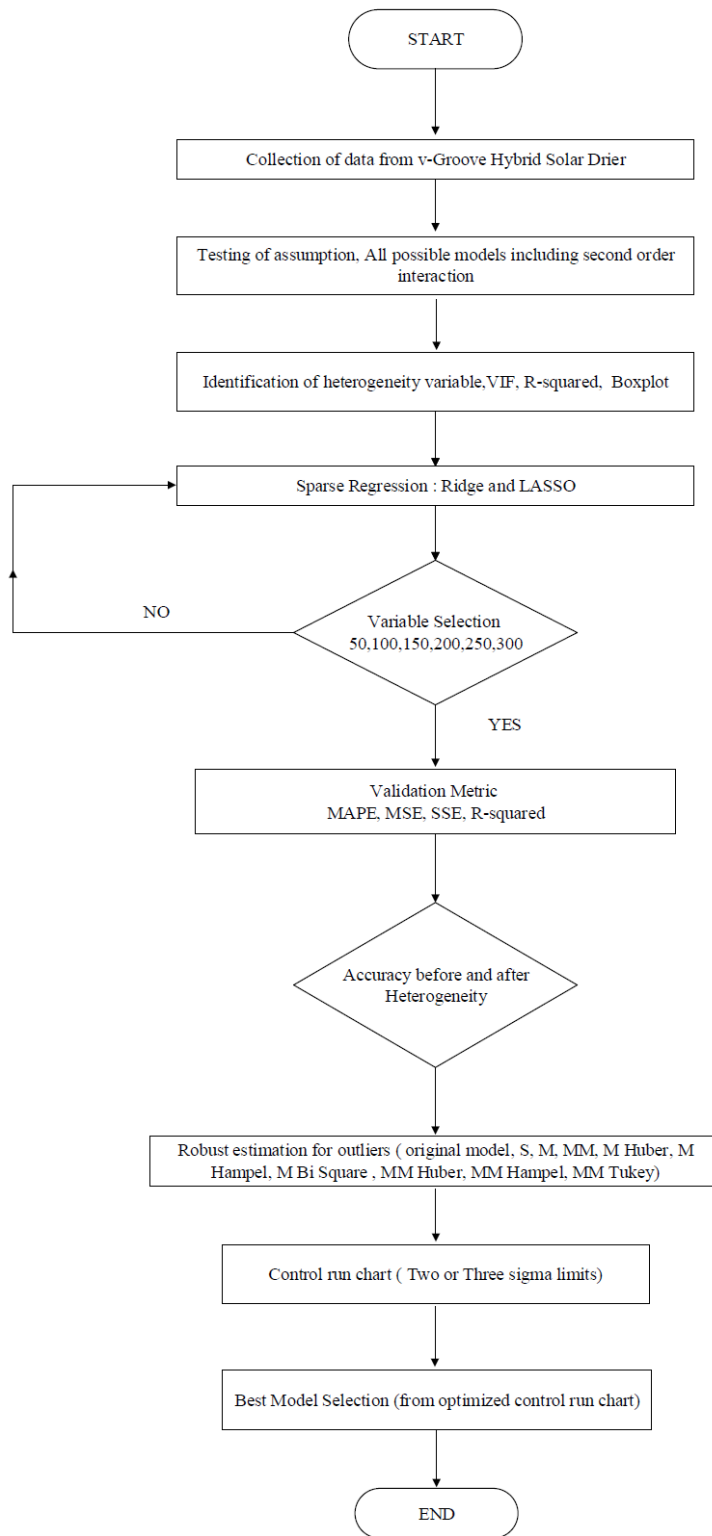 START
Collection of data from v-Groove Hybrid Solar Drier
Testing of assumption, All possible models including second order
interaction
Identification of heterogeneity variable,VIF, R-squared, Boxplot
Sparse Regression : Ridge and LASSO
Variable Selection
50,100,150,200,250,300
NO
YES
Validation Metric
MAPE, MSE, SSE, R-squared
Accuracy before and after
Heterogeneity
Robust estimation for outliers ( original model, S, M, MM, M Huber, M
Hampel, M Bi Square , MM Huber, MM Hampel, MM Tukey)
Control run chart ( Two or Three sigma limits)
Best Model Selection (from optimized control run chart)
END